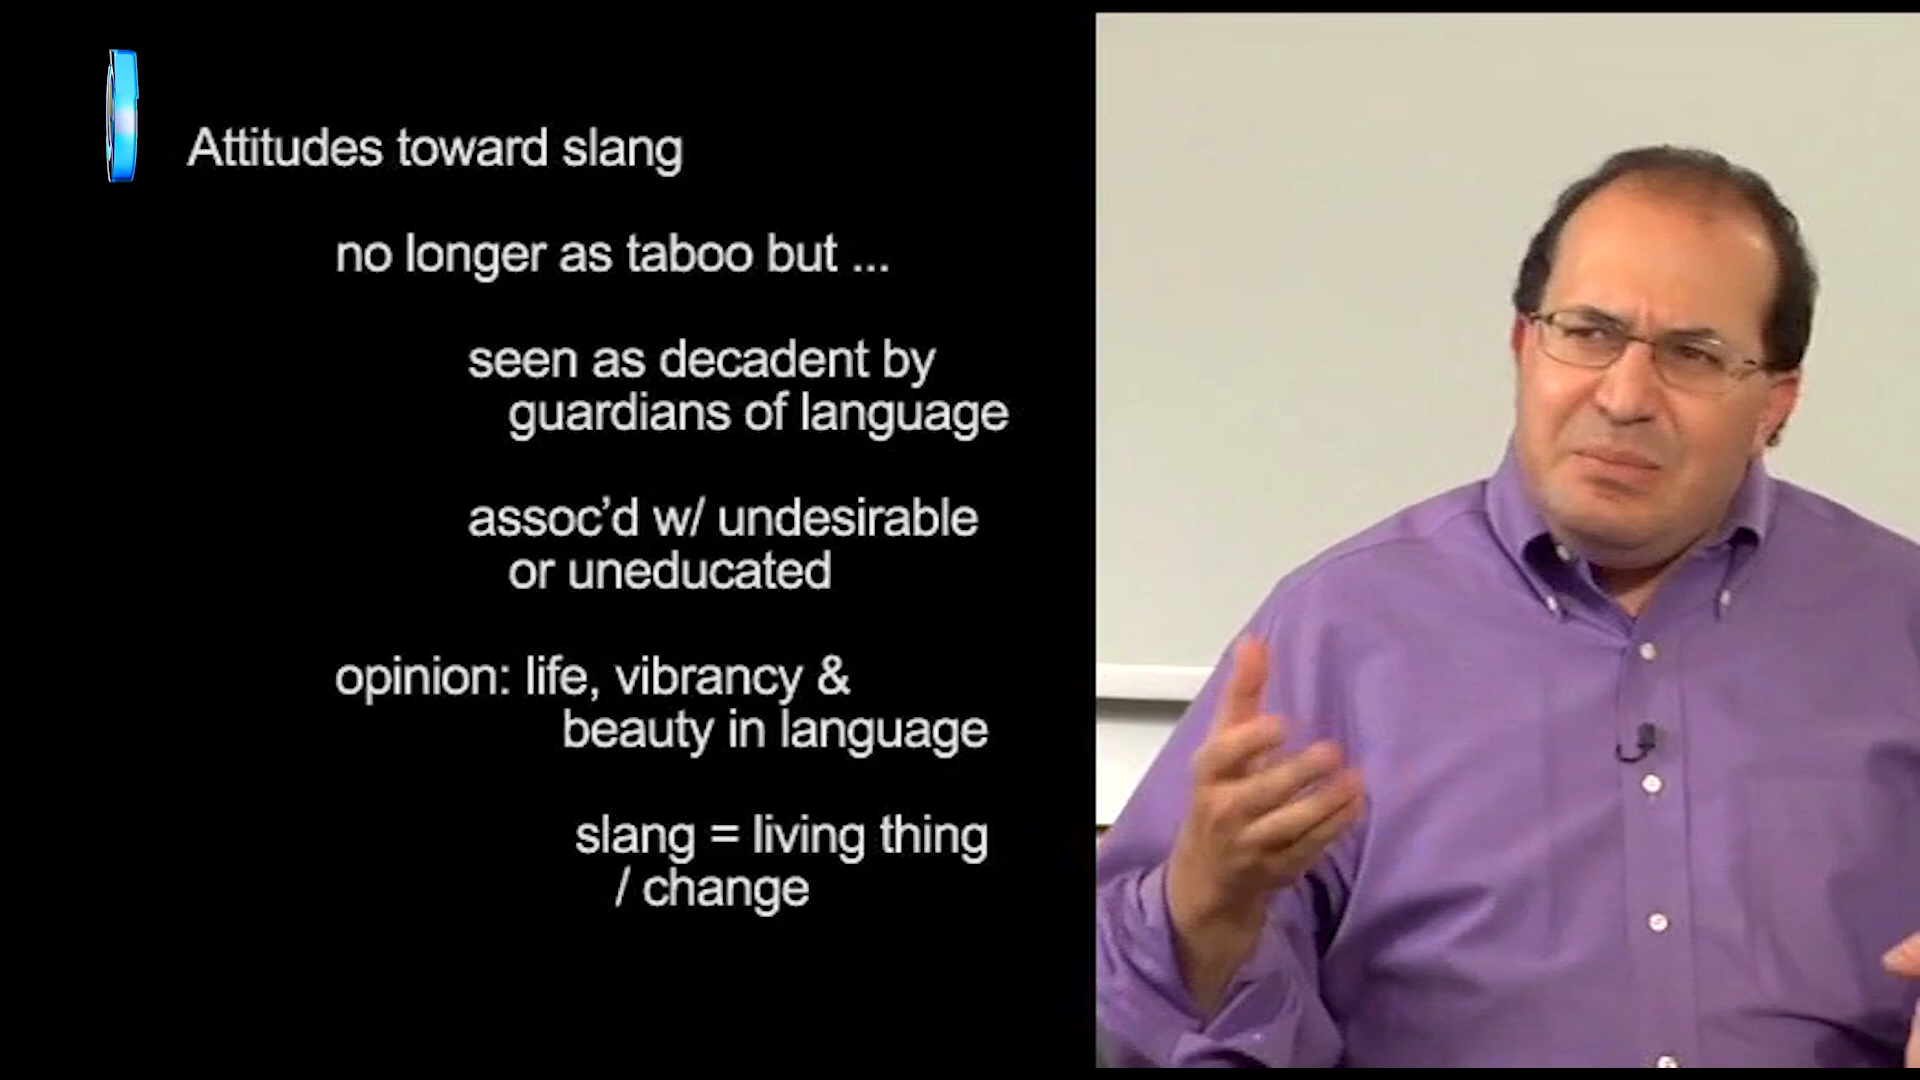 Attitudes toward slang
no longer as taboo but ...
seen as decadent by
guardians of language
assoc’d w/ undesirable
or uneducated
opinion: life, vibrancy &
beauty in language
slang = living thing
/ change